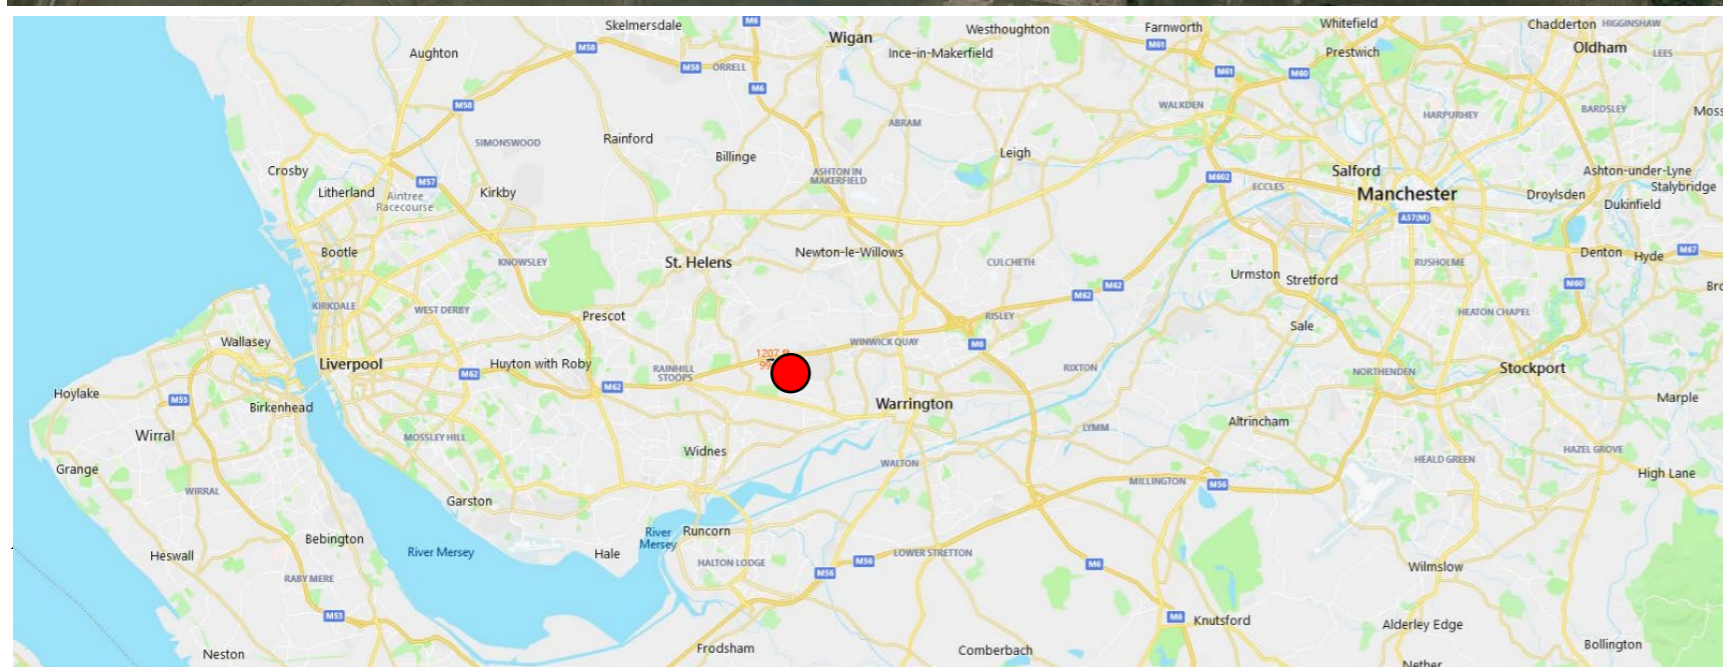 Skelmersdale
M6
Westhoughton
Farnworth
Whitefield
Chadderton
HIGGINSHAW
Aughton
M58
Wigan
Ince-in-Makerfield
M61
Prestwich
Oldham
LEES
M58
ORRELL
M61
M60
M58
M6
WALKDEN
HARPURHEY
BARDSLEY
Moss
SIMONSWOOD
Rainford
ABRAM
Billinge
Leigh
Crosby
M57
Kirkby
ASHTON IN
MAKERFIELD
M602
ECCLES
Salford
Ashton-under-Lyne
Litherland
Aintree
Racecourse
Manchester
Droylsden
Stalybridge
Dukinfield
A57(M)
Bootle
KNOWSLEY
St. Helens
Newton-le-Willows
CULCHETH
Urmston
Stretford
RUSHOLME
Denton
Hyde
M67
KIRKDALE
WEST DERBY
Prescot
M62
M62
M60
Bro
RISLEY
Sale
HEATON CHAPEL
Wallasey
WINWICK QUAY
M6
1207 ft
99
Liverpool
M62
Huyton with Roby
RAINHILL
STOOPS
RIXTON
NORTHENDEN
Stockport
Hoylake
M53
M62
Birkenhead
Warrington
Marple
Wirral
MOSSLEY HILL
LYMM
Altrincham
Widnes
WALTON
HEALD GREEN
HAZEL GROVE
Grange
WIRRAL
Garston
MILLINGTON
M56
High Lane
Bebington
River Mersey
River
Mersey
Runcorn
Heswall
Hale
HALTON LODGE
M56
LOWER STRETTON
M6
Wilmslow
RABY MERE
M56
M53
M6
Knutsford
Alderley Edge
Neston
Frodsham
Comberbach
Bollington
Nether